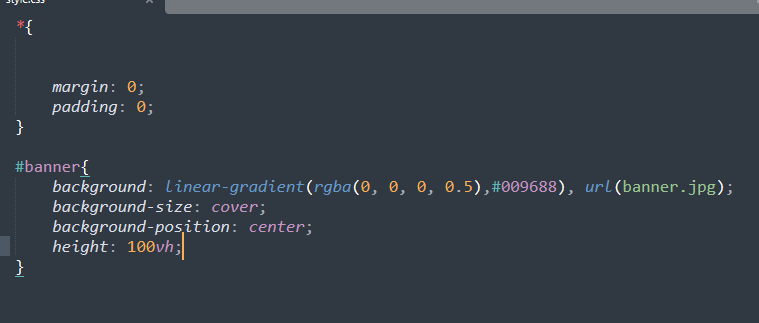 style.css ×
*{
margin: 0;
padding: 0;
}
#banner{
background: linear-gradient(rgba(0, 0, 0, 0.5),#009688), url(banner.jpg);
background-size: cover;
background-position: center;
height: 100vh;
}